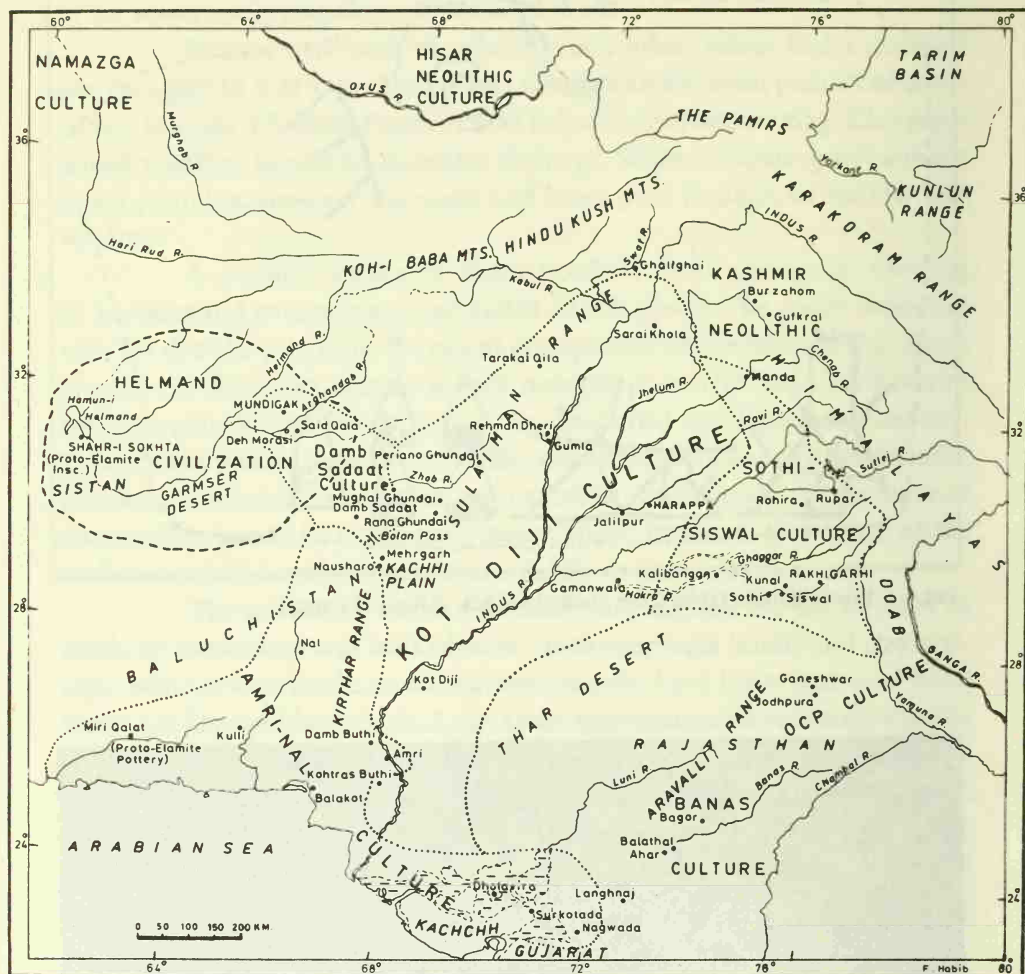 60°
64°
68°
72°
76°
80°
NAMAZGA
CULTURE
HISAR
NEOLITHIC
CULTURE
OXUS R.
TARIM
BASIN
36°
Murghab R.
THE PAMIRS
Yarkant R.
36°
KUNLUN
RANGE
KARAKORAM RANGE
Hari Rud R.
KOH-I BABA MTS.
HINDU KUSH MTS.
Swat R.
INDUS R.
Ghalighai
Kabul R.
KASHMIR
Burzahom
Gufkral
NEOLITHIC
Sarai Khola
Tarakai Qila
SULAIMAN RANGE
HIMALAYAS
32°
32°
HELMAND
Helmand R.
Arghandab R.
Manda
Chenab R.
Jhelum R.
Hamun-i
Helmand
MUNDIGAK
Said Qala
Deh Morasi
Rehman Dheri
Gumla
Ravi R.
SHAHR-I SOKHTA
(Proto-Elamite
Insc.)
CIVILIZATION
SISTAN
GARMSER
DESERT
Damb
Sadaat
Culture
Periano Ghundai
Zhob R.
Mughal Ghundai
Damb Sadaat
Rana Ghundai
Bolan Pass
KOT DIJI CULTURE
SOTHI-
SISWAL CULTURE
Sutlej R.
Rohira
Rupar
HARAPPA
Jalilpur
Mehrgarh
Nausharo
KACHHI
PLAIN
Ghaggar R.
Kalibangan
Gamanwala
Hakra R.
Kunal
RAKHIGARHI
Sothi
Siswal
DOAB
28°
28°
INDUS R.
BALUCHISTAN
Nal
KIRTHAR RANGE
Kot Diji
THAR DESERT
GANGA R.
Ganeshwar
Jodhpura
OCP CULTURE
Yamuna R.
Miri Qalat
(Proto-Elamite
Pottery)
Kulli
AMRI-NAL
CULTURE
Damb Buthi
Amri
Kohtras Buthi
Balakot
RAJASTHAN
ARAVALLI RANGE
Luni R.
Banas R.
Chambal R.
BANAS
Bagor
Balathal
Ahar
CULTURE
24°
24°
ARABIAN SEA
Dholavira
Langhnaj
Surkotada
Nagwada
KACHCHH
GUJARAT
0 50 100 150 200 KM.
64°
68°
72°
76°
80°
F. Habib